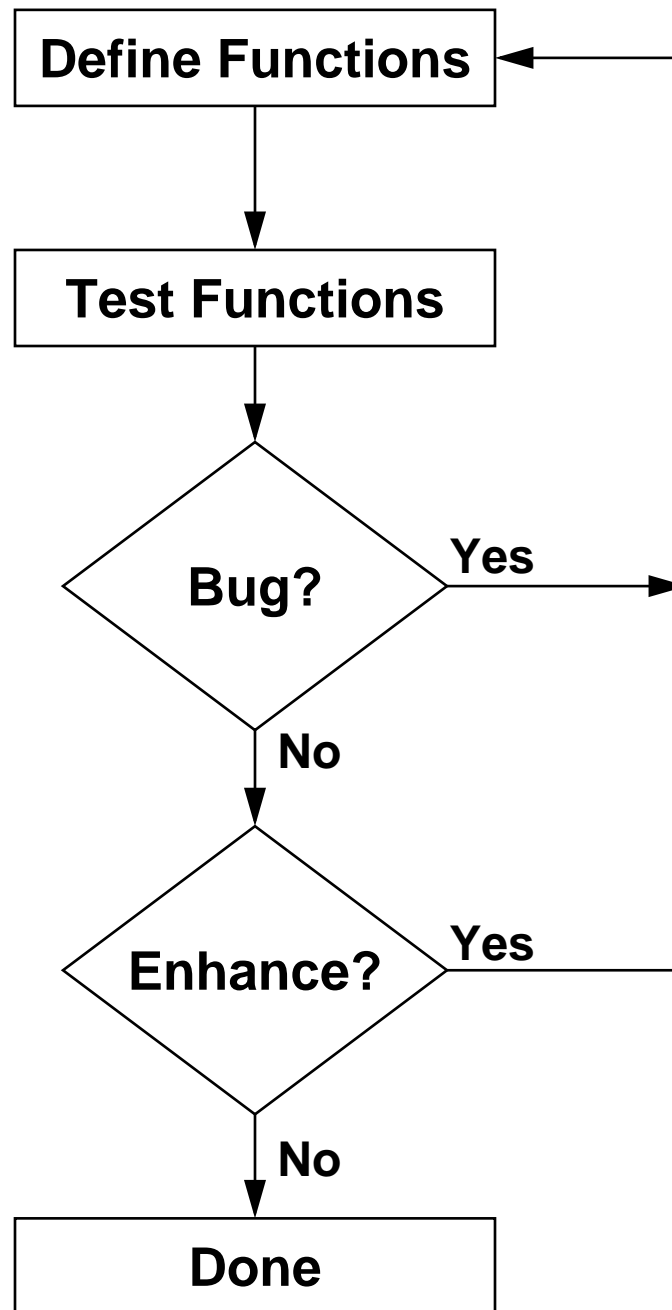 Define Functions
Test Functions
Bug?
Yes
No
Enhance?
Yes
No
Done